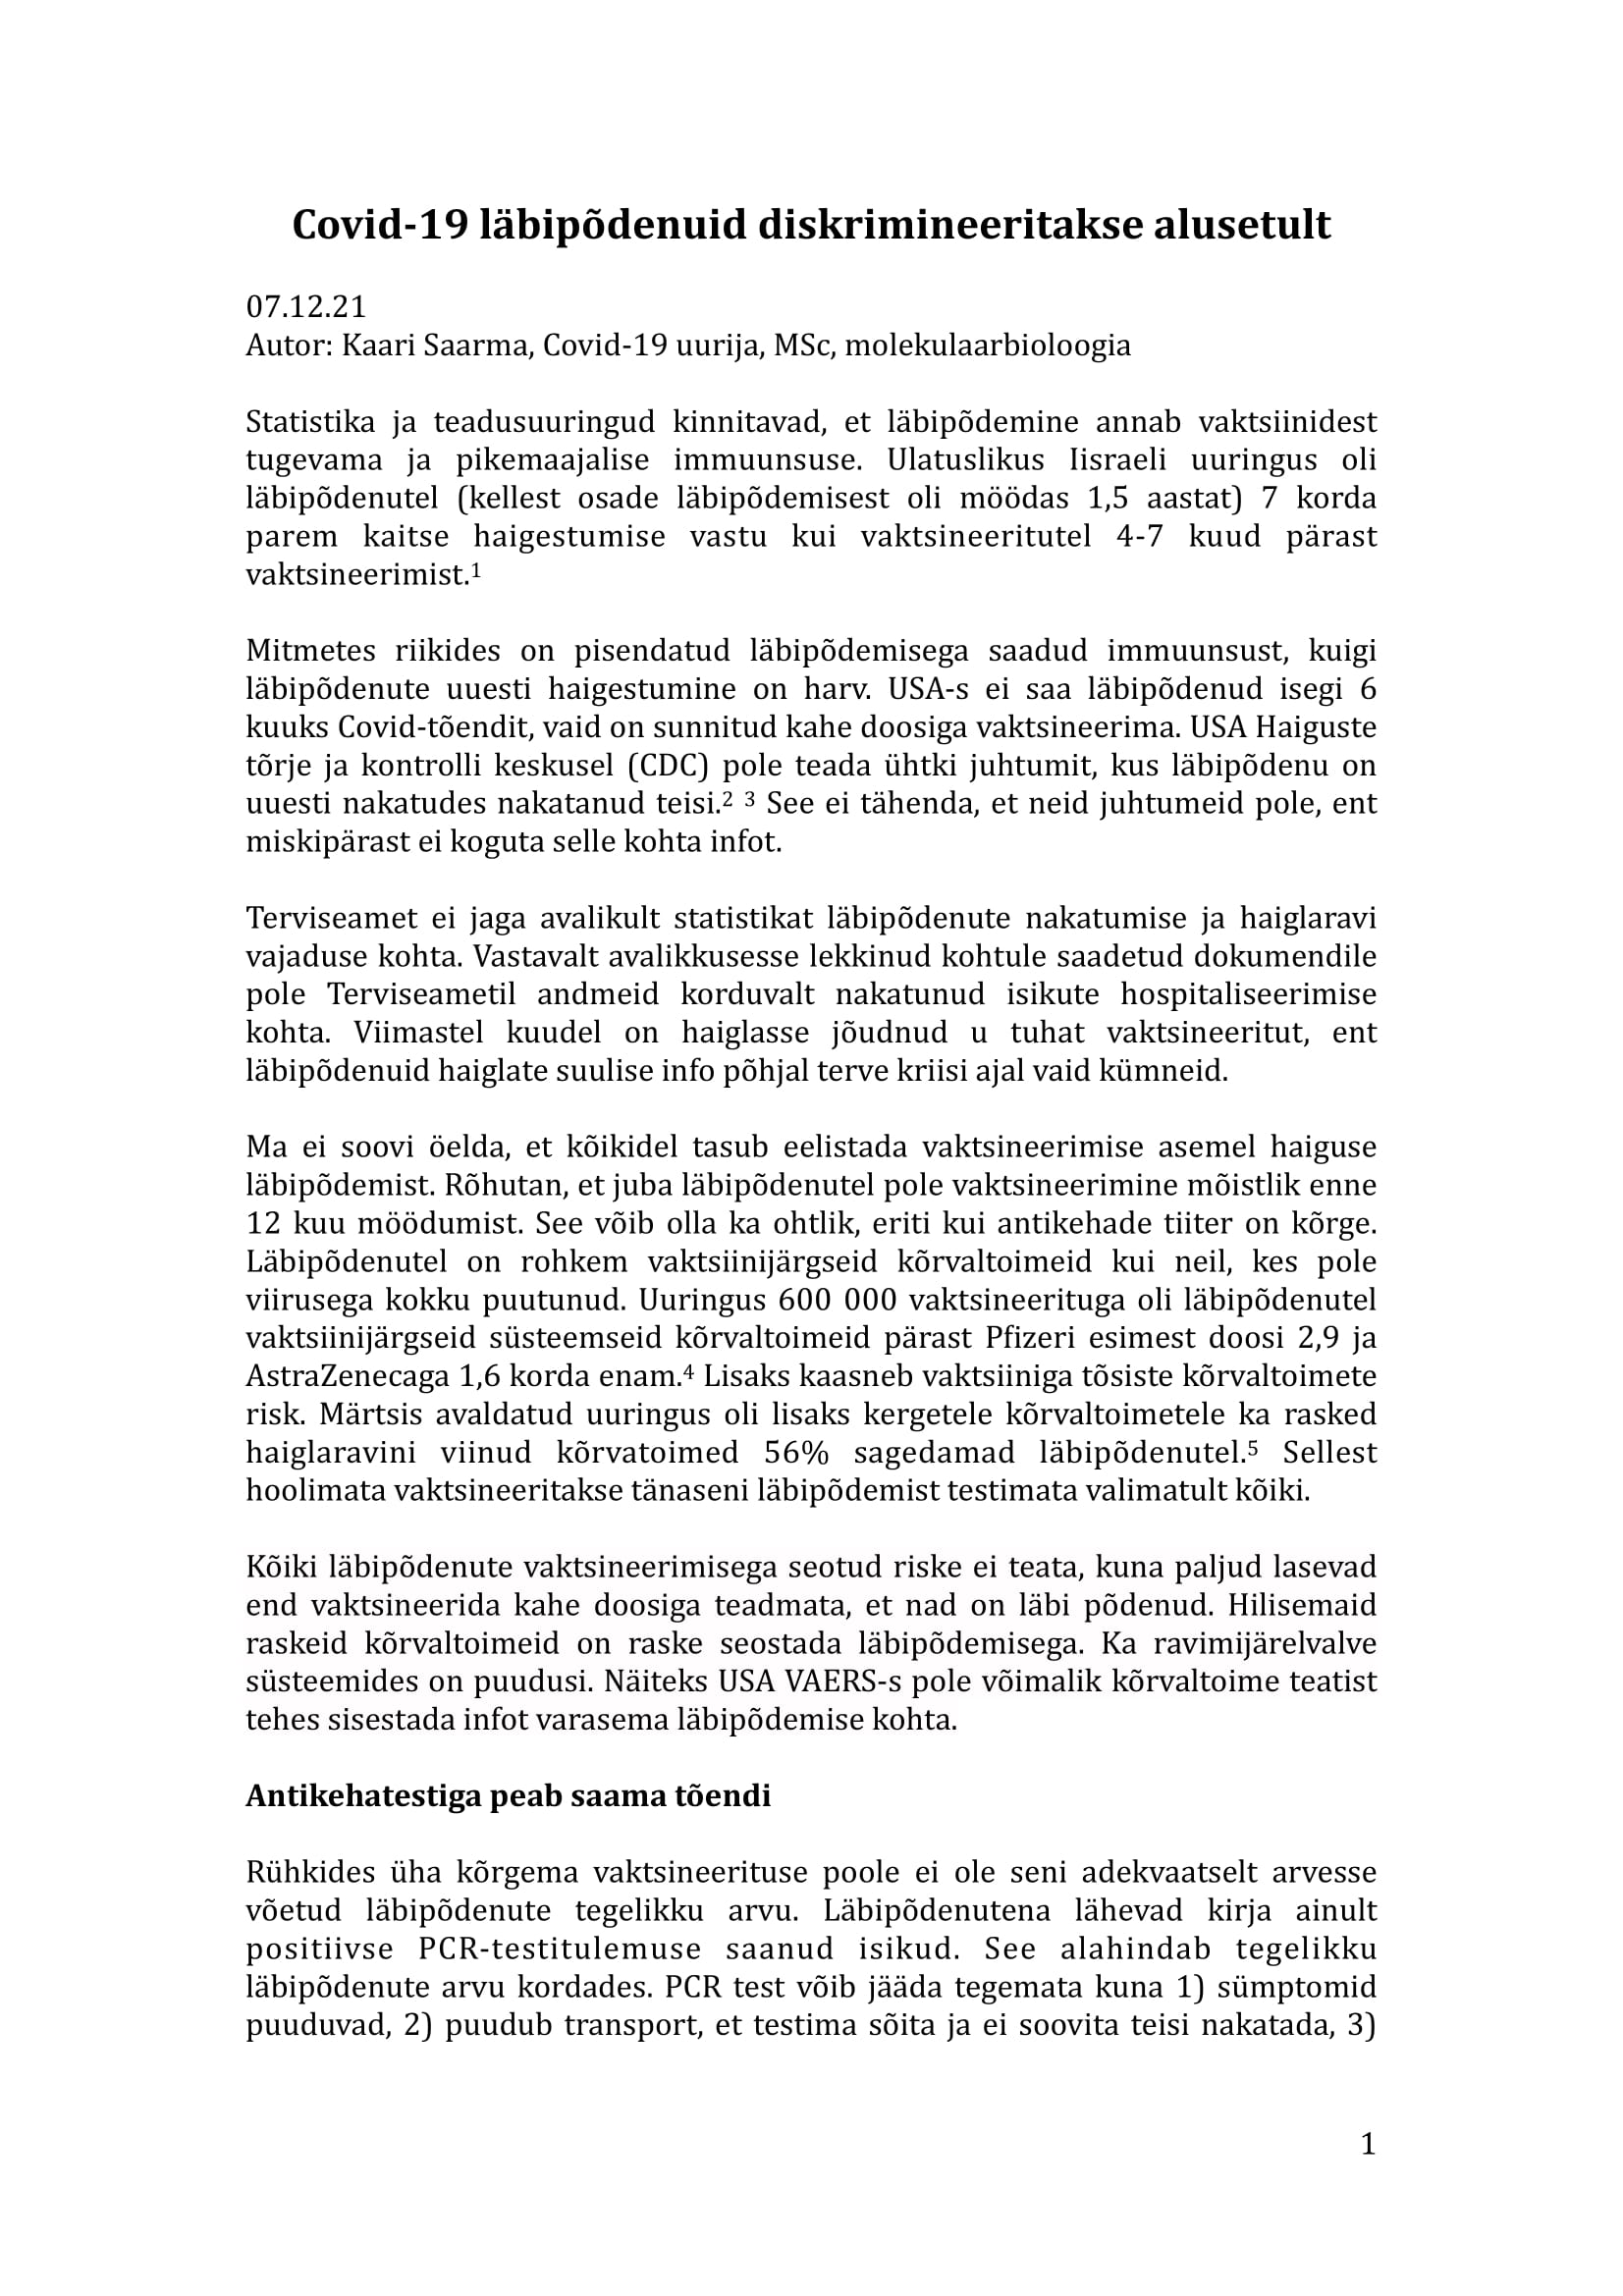 Covid-19 läbipõdenuid diskrimineeritakse alusetult
07.12.21
Autor: Kaari Saarma, Covid-19 uurija, MSc, molekulaarbioloogia
Statistika ja teadusuuringud kinnitavad, et läbipõdemine annab vaktsiinidest
tugevama ja pikemaajalise immuunsuse. Ulatuslikus Iisraeli uuringus oli
läbipõdenutel (kellest osade läbipõdemisest oli möödas 1,5 aastat) 7 korda
parem kaitse haigestumise vastu kui vaktsineeritutel 4-7 kuud pärast
vaktsineerimist.1
Mitmetes riikides on pisendatud läbipõdemisega saadud immuunsust, kuigi
läbipõdenute uuesti haigestumine on harv. USA-s ei saa läbipõdenud isegi 6
kuuks Covid-tõendit, vaid on sunnitud kahe doosiga vaktsineerima. USA Haiguste
tõrje ja kontrolli keskusel (CDC) pole teada ühtki juhtumit, kus läbipõdenu on
uuesti nakatudes nakatanud teisi.2 3 See ei tähenda, et neid juhtumeid pole, ent
miskipärast ei koguta selle kohta infot.
Terviseamet ei jaga avalikult statistikat läbipõdenute nakatumise ja haiglaravi
vajaduse kohta. Vastavalt avalikkusesse lekkinud kohtule saadetud dokumendile
pole Terviseametil andmeid korduvalt nakatunud isikute hospitaliseerimise
kohta. Viimastel kuudel on haiglasse jõudnud u tuhat vaktsineeritut, ent
läbipõdenuid haiglate suulise info põhjal terve kriisi ajal vaid kümneid.
Ma ei soovi öelda, et kõikidel tasub eelistada vaktsineerimise asemel haiguse
läbipõdemist. Rõhutan, et juba läbipõdenutel pole vaktsineerimine mõistlik enne
12 kuu möödumist. See võib olla ka ohtlik, eriti kui antikehade tiiter on kõrge.
Läbipõdenutel on rohkem vaktsiinijärgseid kõrvaltoimeid kui neil, kes pole
viirusega kokku puutunud. Uuringus 600 000 vaktsineerituga oli läbipõdenutel
vaktsiinijärgseid süsteemseid kõrvaltoimeid pärast Pfizeri esimest doosi 2,9 ja
AstraZenecaga 1,6 korda enam.4 Lisaks kaasneb vaktsiiniga tõsiste kõrvaltoimete
risk. Märtsis avaldatud uuringus oli lisaks kergetele kõrvaltoimetele ka rasked
haiglaravini viinud kõrvatoimed 56% sagedamad läbipõdenutel.5 Sellest
hoolimata vaktsineeritakse tänaseni läbipõdemist testimata valimatult kõiki.
Kõiki läbipõdenute vaktsineerimisega seotud riske ei teata, kuna paljud lasevad
end vaktsineerida kahe doosiga teadmata, et nad on läbi põdenud. Hilisemaid
raskeid kõrvaltoimeid on raske seostada läbipõdemisega. Ka ravimijärelvalve
süsteemides on puudusi. Näiteks USA VAERS-s pole võimalik kõrvaltoime teatist
tehes sisestada infot varasema läbipõdemise kohta.
Antikehatestiga peab saama tõendi
Rühkides üha kõrgema vaktsineerituse poole ei ole seni adekvaatselt arvesse
võetud läbipõdenute tegelikku arvu. Läbipõdenutena lähevad kirja ainult
positiivse PCR-testitulemuse saanud isikud. See alahindab tegelikku
läbipõdenute arvu kordades. PCR test võib jääda tegemata kuna 1) sümptomid
puuduvad, 2) puudub transport, et testima sõita ja ei soovita teisi nakatada, 3)
1